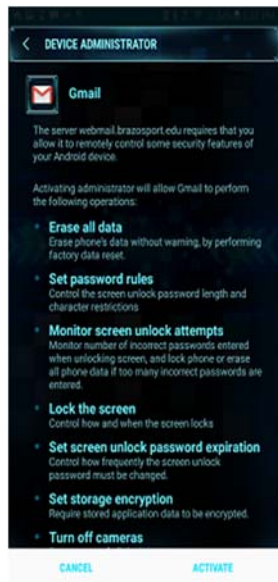 DEVICE ADMINISTRATOR
Gmail
The server webmail.brazosport.edu requires that you
allow it to remotely control some security features of
your Android device.
Activating administrator will allow Gmail to perform
the following operations:
Erase all data
Erase phone's data without warning, by performing
factory data reset.
Set password rules
Control the screen unlock password length and
character restrictions
Monitor screen unlock attempts
Monitor number of incorrect passwords entered
when unlocking screen, and lock phone or erase
all phone data if too many incorrect passwords are
entered.
Lock the screen
Control how and when the screen locks
Set screen unlock password expiration
Control how frequently the screen unlock
password must be changed.
Set storage encryption
Require stored application data to be encrypted.
Turn off cameras
CANCEL
ACTIVATE